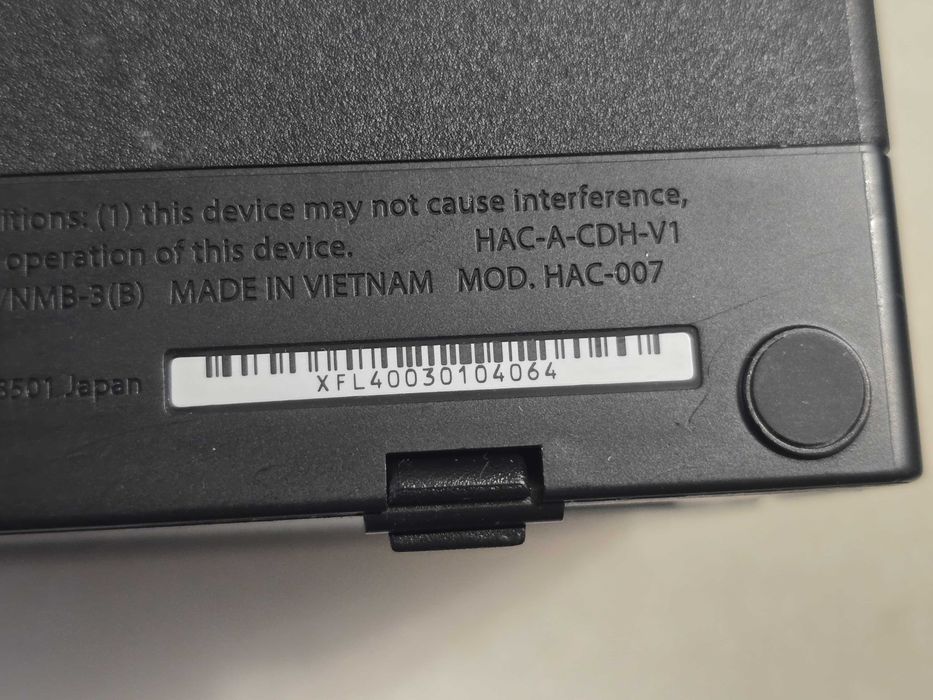 itions: (1) this device may not cause interference,
operation of this device. HAC-A-CDH-V1
/NMB-3(B) MADE IN VIETNAM MOD. HAC-007
8501 Japan
XFL40030104064